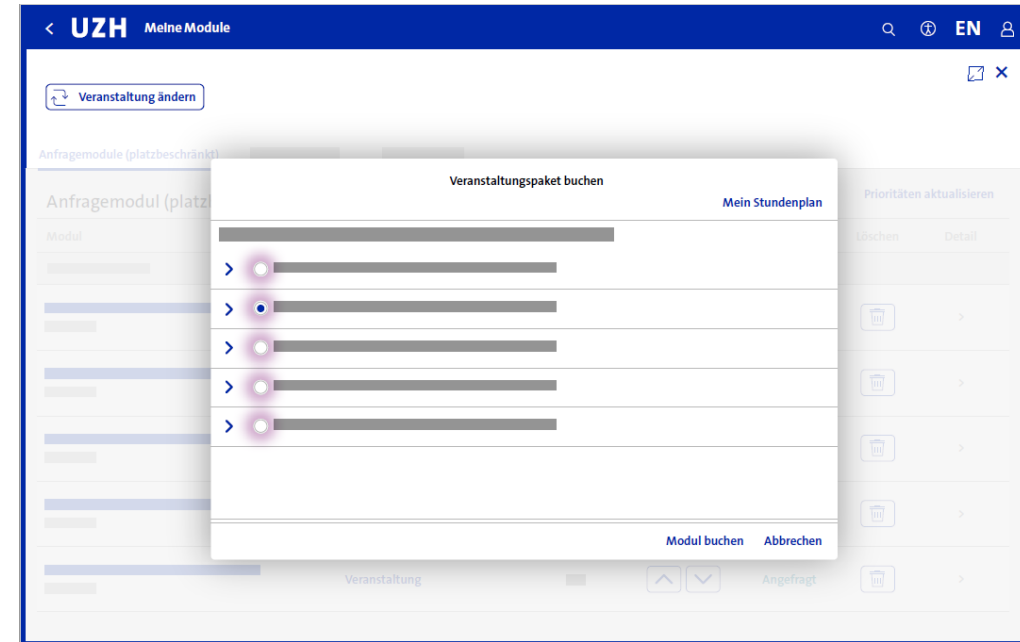 UZH Meine Module EN
Veranstaltung ändern
Anfragemodule (platzbeschränkt)
Veranstaltungspaket buchen
Mein Stundenplan
Anfragemodul (platz
Prioritäten aktualisieren
Modul
Löschen Detail
Modul buchen Abbrechen
Veranstaltung Angefragt